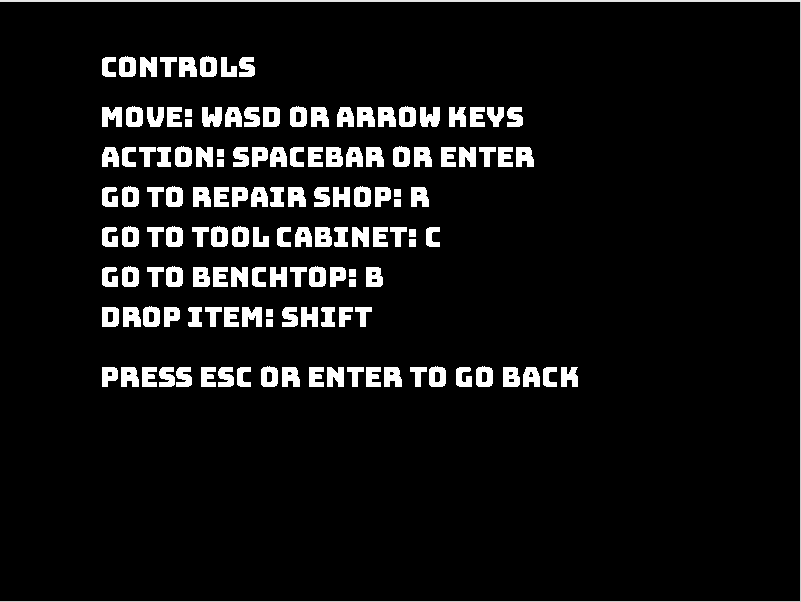 CONTROLS
MOVE: WASD OR ARROW KEYS
ACTION: SPACEBAR OR ENTER
GO TO REPAIR SHOP: R
GO TO TOOL CABINET: C
GO TO BENCHTOP: B
DROP ITEM: SHIFT
PRESS ESC OR ENTER TO GO BACK